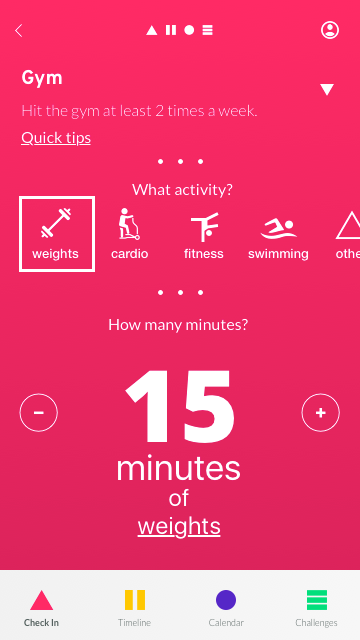 Gym
Hit the gym at least 2 times a week.
Quick tips
What activity?
weights cardio fitness swimming othe
How many minutes?
15
minutes
of
weights
Check In Timeline Calendar Challenges